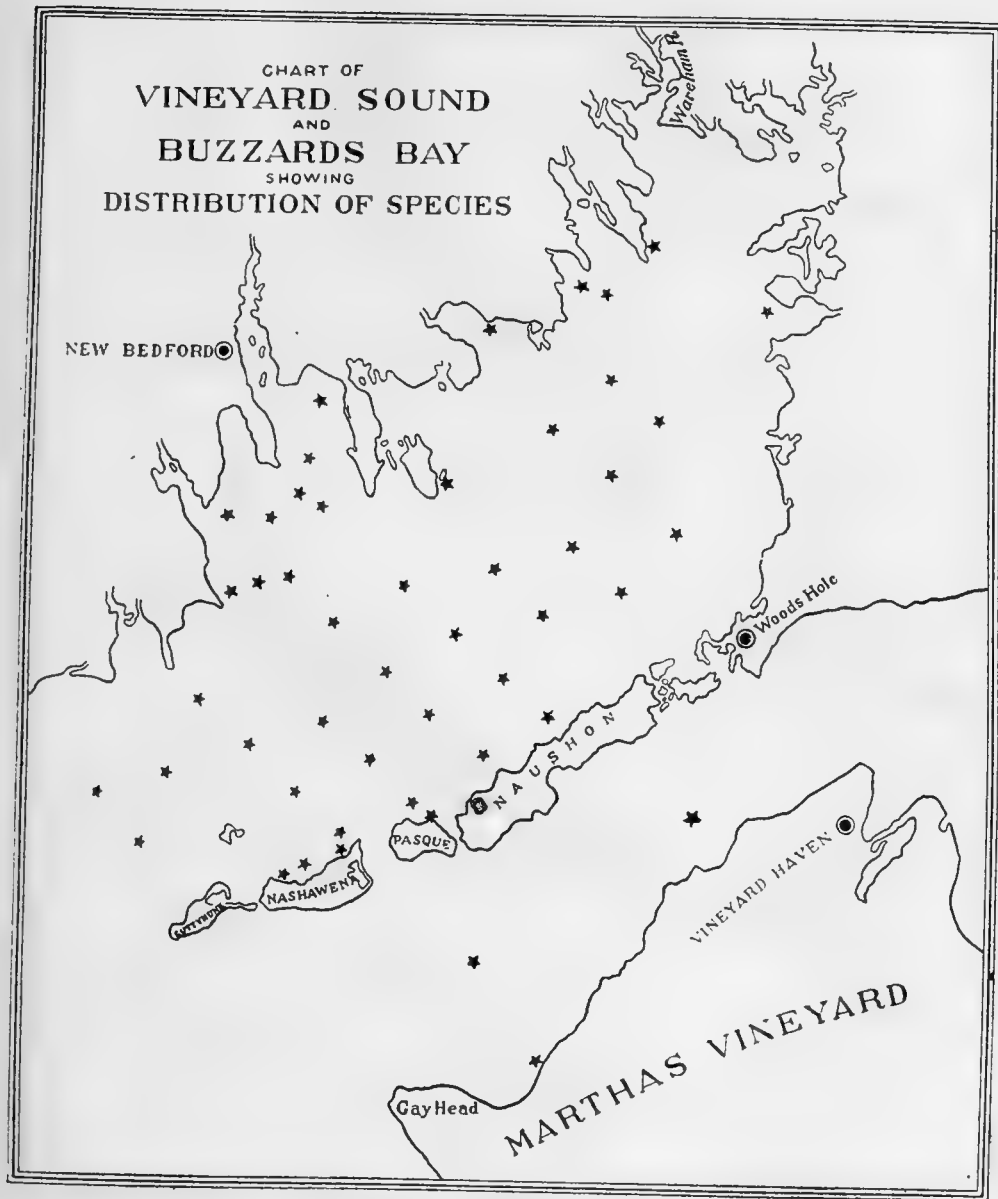 CHART OF
VINEYARD SOUND
AND
BUZZARDS BAY
SHOWING
DISTRIBUTION OF SPECIES
Wareham R.
NEW BEDFORD
Woods Hole
NAUSHON
PASQUE
NASHAWENA
CUTTYHUNK
VINEYARD HAVEN
MARTHAS VINEYARD
Gay Head